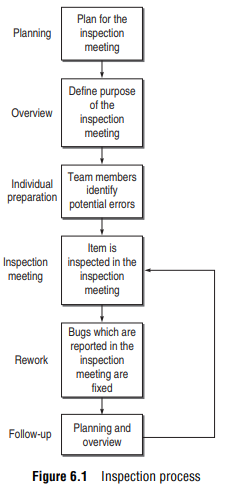 Planning
Plan for the
inspection
meeting
Overview
Define purpose
of the
inspection
meeting
Individual
preparation
Team members
identify
potential errors
Inspection
meeting
Item is
inspected in the
inspection
meeting
Rework
Bugs which are
reported in the
inspection
meeting are
fixed
Follow-up
Planning and
overview
Figure 6.1 Inspection process